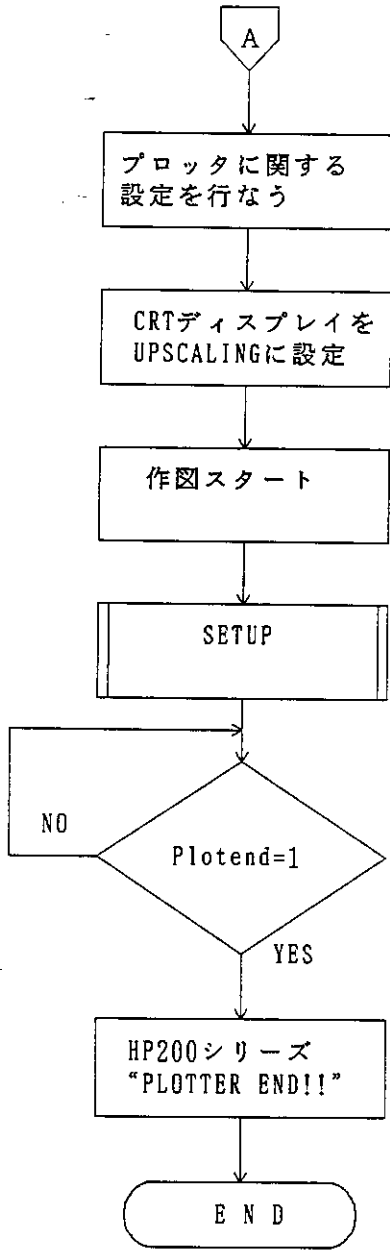 A
プロッタに関する
設定を行なう
CRTディスプレイを
UPSCALINGに設定
作図スタート
SETUP
NO
Plotend=1
YES
HP200シリーズ
“PLOTTER END!!”
E N D